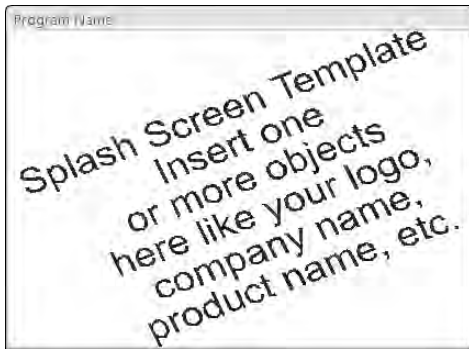 Program Name
Splash Screen Template
Insert one
or more objects
here like your logo,
company name,
product name, etc.